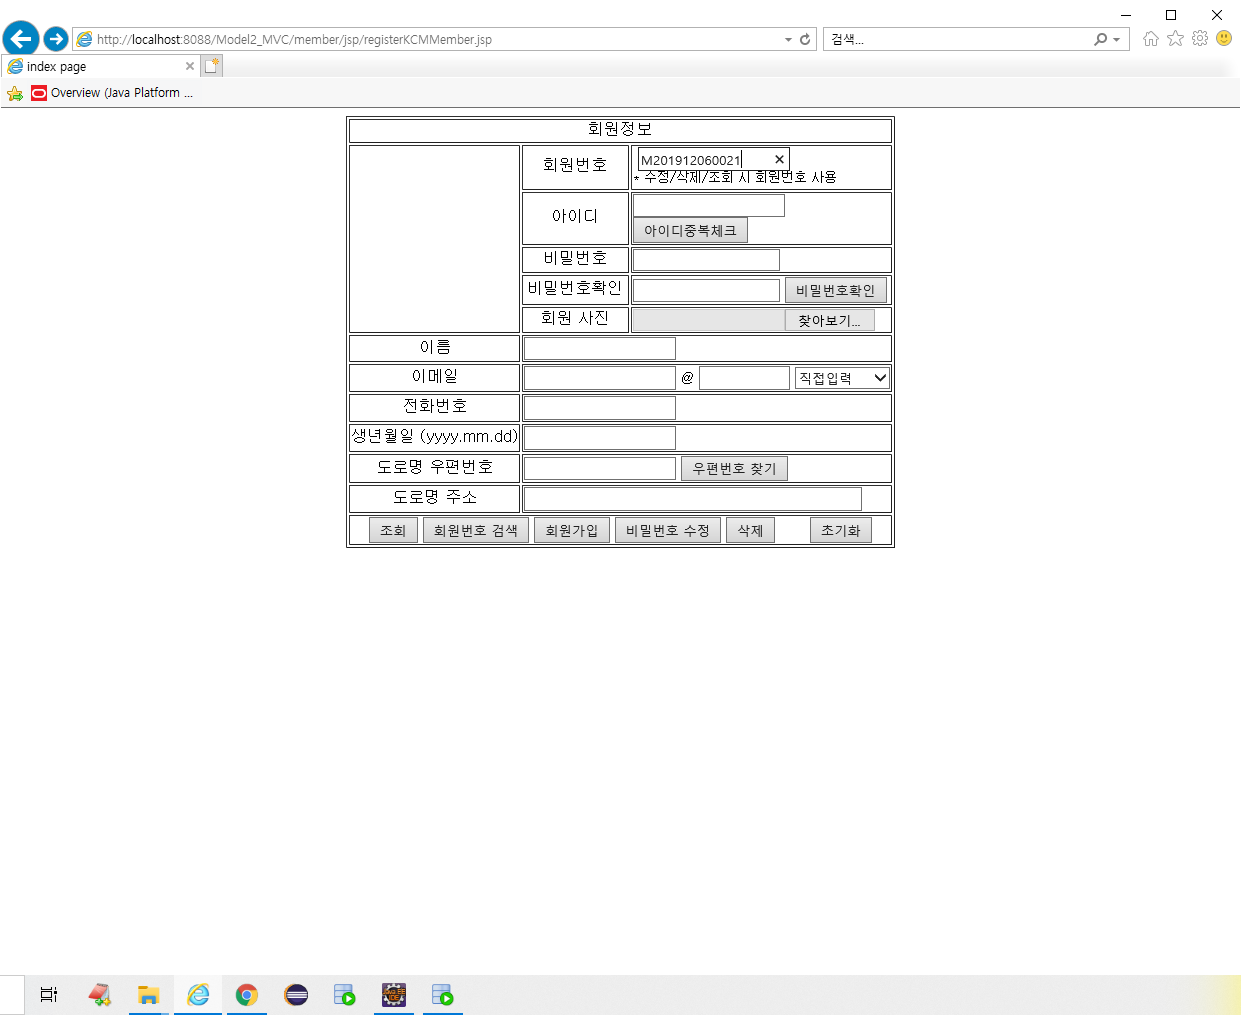 http://localhost:8088/Model2_MVC/member/jsp/registerKCMMember.jsp
검색...
index page
Overview (Java Platform ...
회원정보
회원번호
M201912060021
* 수정/삭제/조회 시 회원번호 사용
아이디
아이디중복체크
비밀번호
비밀번호확인 비밀번호확인
회원 사진 찾아보기...
이름
이메일 @ 직접입력
전화번호
생년월일 (yyyy.mm.dd)
도로명 우편번호 우편번호 찾기
도로명 주소
조회 회원번호 검색 회원가입 비밀번호 수정 삭제 초기화
Java EE
IDE